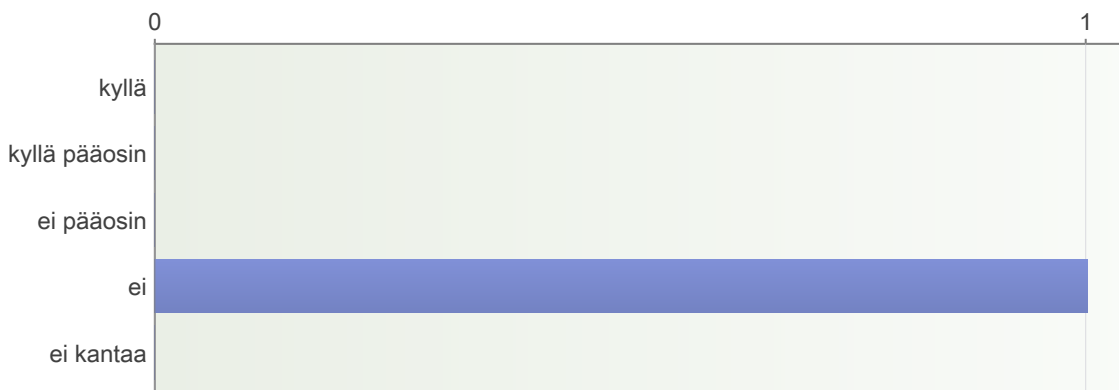 0 1
kyllä
kyllä pääosin
ei pääosin
ei
ei kantaa